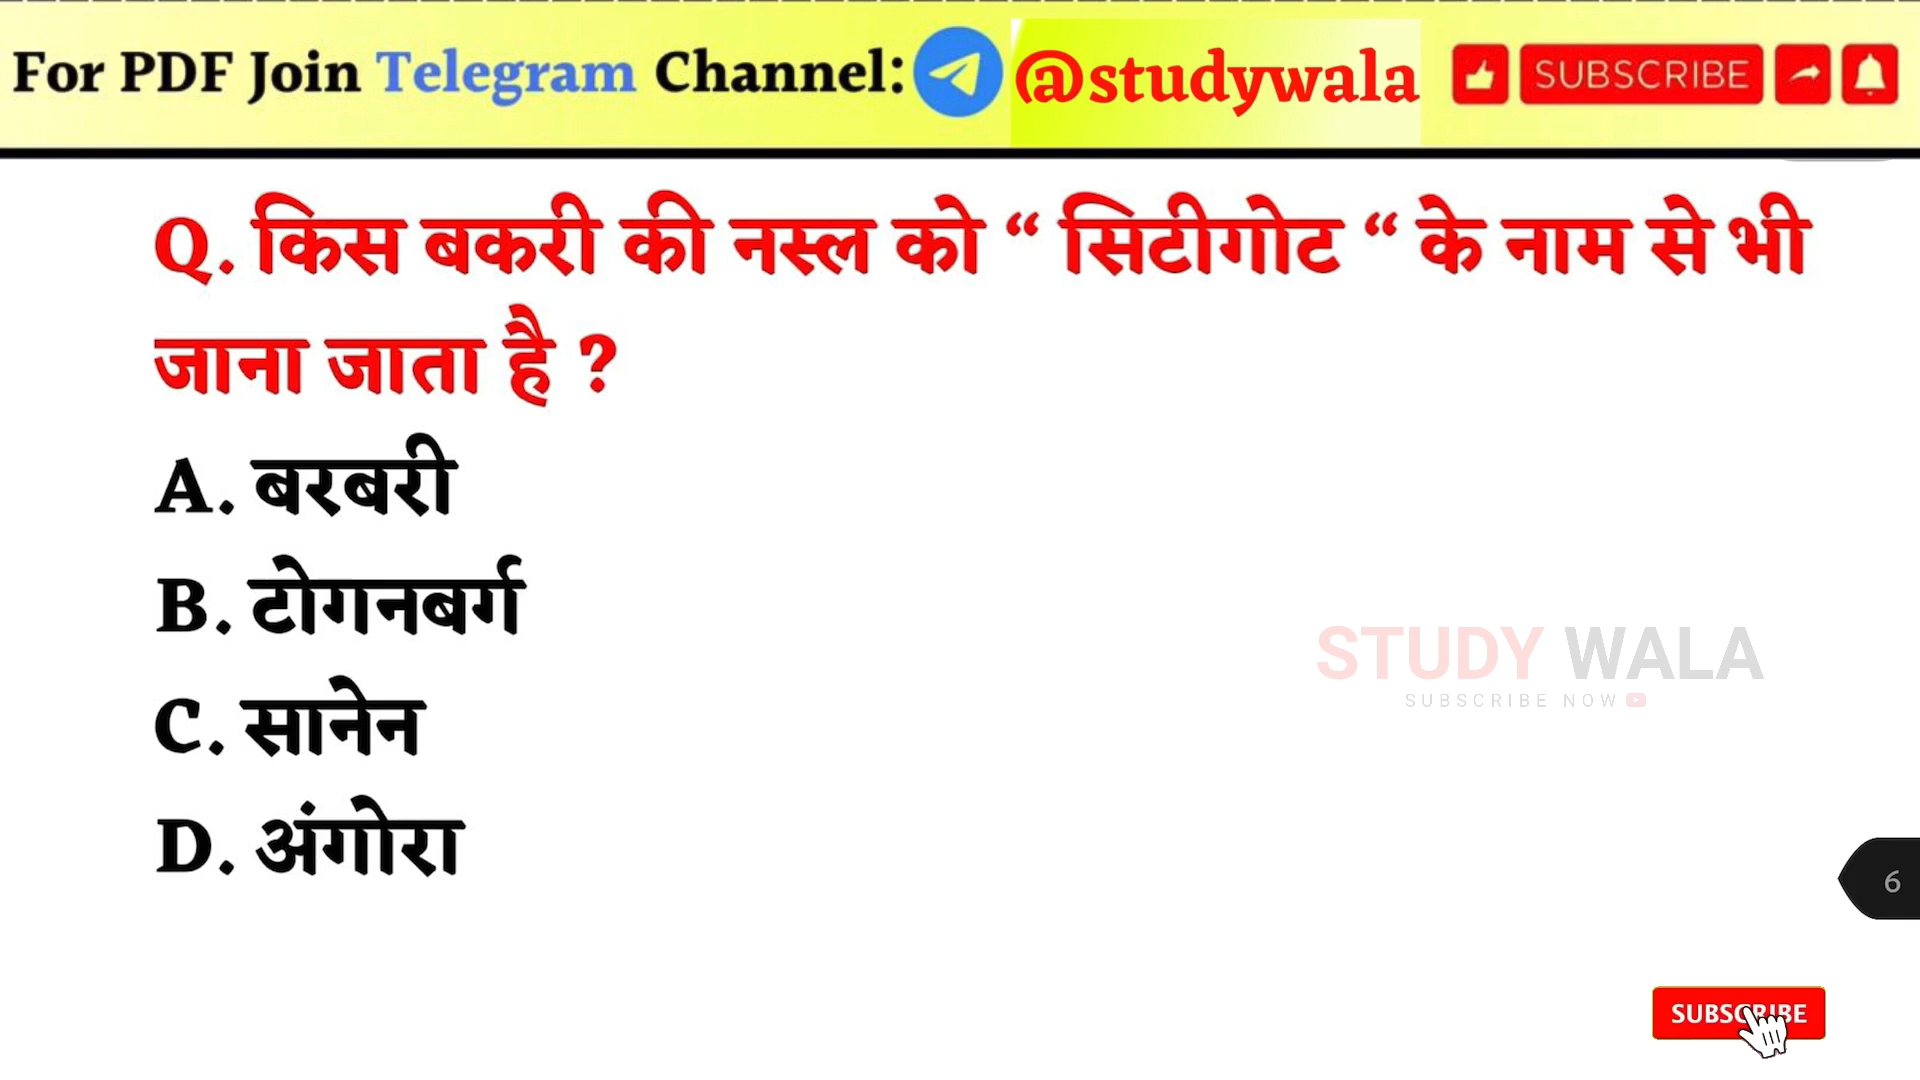 For PDF Join Telegram Channel: @studywala SUBSCRIBE
Q. किस बकरी की नस्ल को “ सिटीगोट “ के नाम से भी
जाना जाता है ?
A. बरबरी
B. टोगनबर्ग
C. सानेन
D. अंगोरा
STUDY WALA
SUBSCRIBE NOW
6
SUBSCRIBE